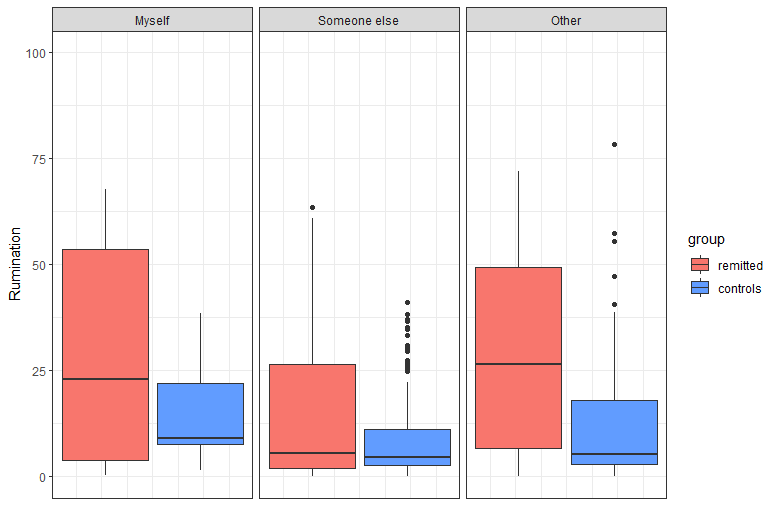 Myself
Someone else
Other
100
75
50
25
0
Rumination
group
remitted
controls